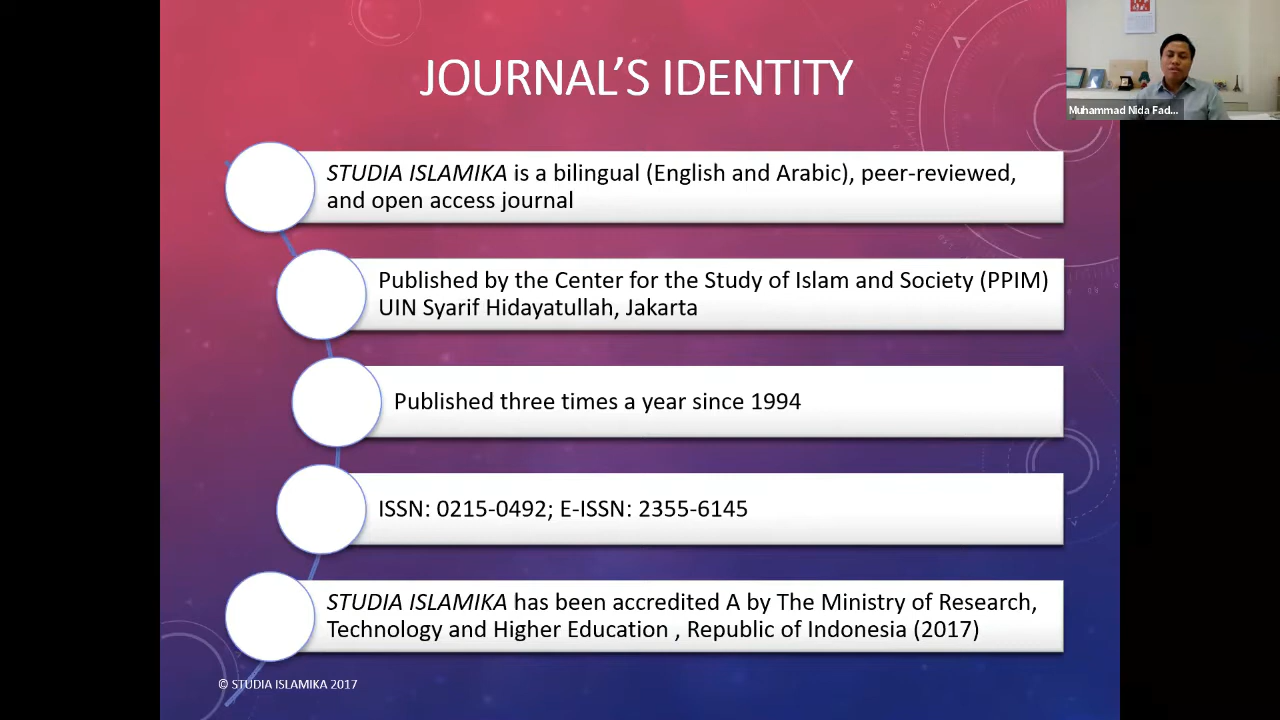 JOURNAL'S IDENTITY
Muhammad Nida Fad...
STUDIA ISLAMIKA is a bilingual (English and Arabic), peer-reviewed,
and open access journal
Published by the Center for the Study of Islam and Society (PPIM)
UIN Syarif Hidayatullah, Jakarta
Published three times a year since 1994
ISSN: 0215-0492; E-ISSN: 2355-6145
STUDIA ISLAMIKA has been accredited A by The Ministry of Research,
Technology and Higher Education , Republic of Indonesia (2017)
© STUDIA ISLAMIKA 2017